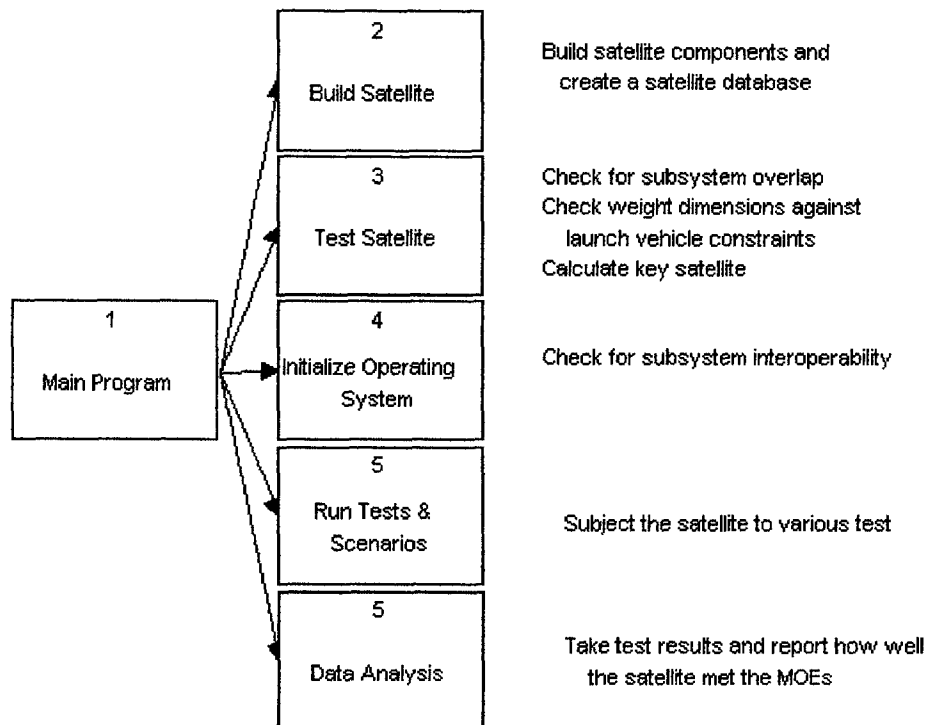 2
Build Satellite
Build satellite components and
create a satellite database
3
Test Satellite
Check for subsystem overlap
Check weight dimensions against
launch vehicle constraints
Calculate key satellite
1
Main Program
4
Initialize Operating
System
Check for subsystem interoperability
5
Run Tests &
Scenarios
Subject the satellite to various test
5
Data Analysis
Take test results and report how well
the satellite met the MOEs